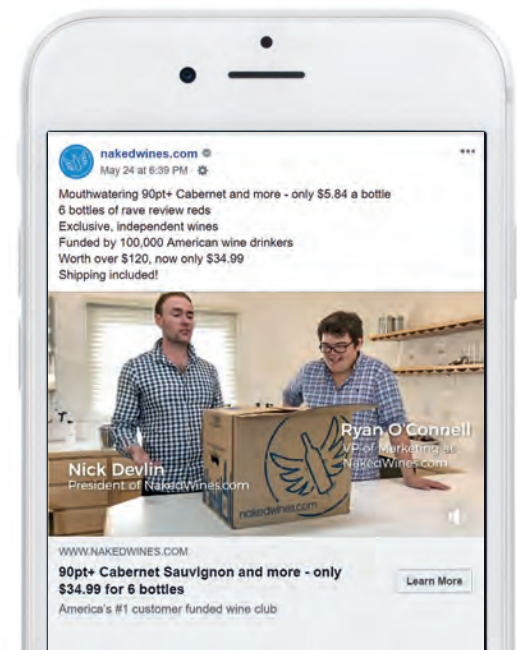 nakedwines.com
May 24 at 6:39 PM ·
Mouthwatering 90pt+ Cabernet and more - only $5.84 a bottle
6 bottles of rave review reds
Exclusive, independent wines
Funded by 100,000 American wine drinkers
Worth over $120, now only $34.99
Shipping included!
Ryan O'Connell
VP of Marketing at
NakedWines.com
Nick Devlin
President of NakedWines.com
nakedwines.com
WWW.NAKEDWINES.COM
90pt+ Cabernet Sauvignon and more - only
$34.99 for 6 bottles
Learn More
America's #1 customer funded wine club